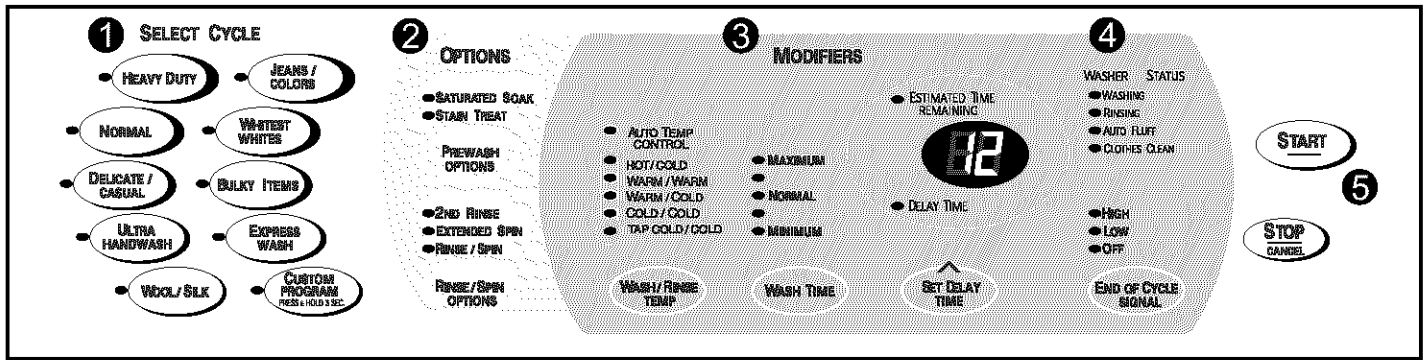 1 SELECT CYCLE
HEAVY DUTY
JEANS /
COLORS
NORMAL
WHITEST
WHITES
DELICATE /
CASUAL
BULKY ITEMS
ULTRA
HANDWASH
EXPRESS
WASH
WOOL / SILK
CUSTOM
PROGRAM
PRESS & HOLD 3 SEC.
2
OPTIONS
SATURATED SOAK
STAIN TREAT
PREWASH
OPTIONS
2ND RINSE
EXTENDED SPIN
RINSE / SPIN
RINSE / SPIN
OPTIONS
3
MODIFIERS
AUTO TEMP
CONTROL
HOT / COLD
WARM / WARM
WARM / COLD
COLD / COLD
TAP COLD / COLD
WASH / RINSE
TEMP
MAXIMUM
NORMAL
MINIMUM
WASH TIME
ESTIMATED TIME
REMAINING
12
DELAY TIME
SET DELAY
TIME
4
WASHER STATUS
WASHING
RINSING
AUTO FLUFF
CLOTHES CLEAN
HIGH
LOW
OFF
END OF CYCLE
SIGNAL
START
5
STOP
CANCEL